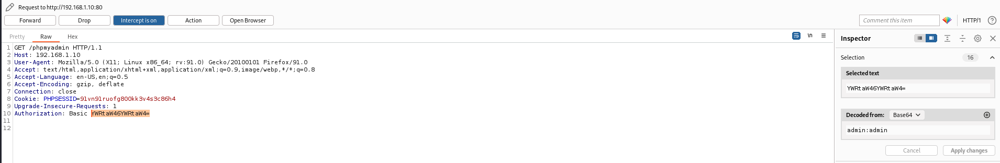 Request to http://192.168.1.10:80
Forward Drop Intercept is on Action Open Browser Comment this item HTTP/1 ?
Pretty Raw Hex \n
1 GET /phpmyadmin HTTP/1.1
2 Host: 192.168.1.10
3 User-Agent: Mozilla/5.0 (X11; Linux x86_64; rv:91.0) Gecko/20100101 Firefox/91.0
4 Accept: text/html,application/xhtml+xml,application/xml;q=0.9,image/webp,*/*;q=0.8
5 Accept-Language: en-US,en;q=0.5
6 Accept-Encoding: gzip, deflate
7 Connection: close
8 Cookie: PHPSESSID=91vn91ruofg800kk3v4s3c86h4
9 Upgrade-Insecure-Requests: 1
10 Authorization: Basic YWRtaW46YWRtaW4=
11
12
Inspector
Selection 16
Selected text
YWRtaW46YWRtaW4=
Decoded from: Base64
admin:admin
Cancel Apply changes